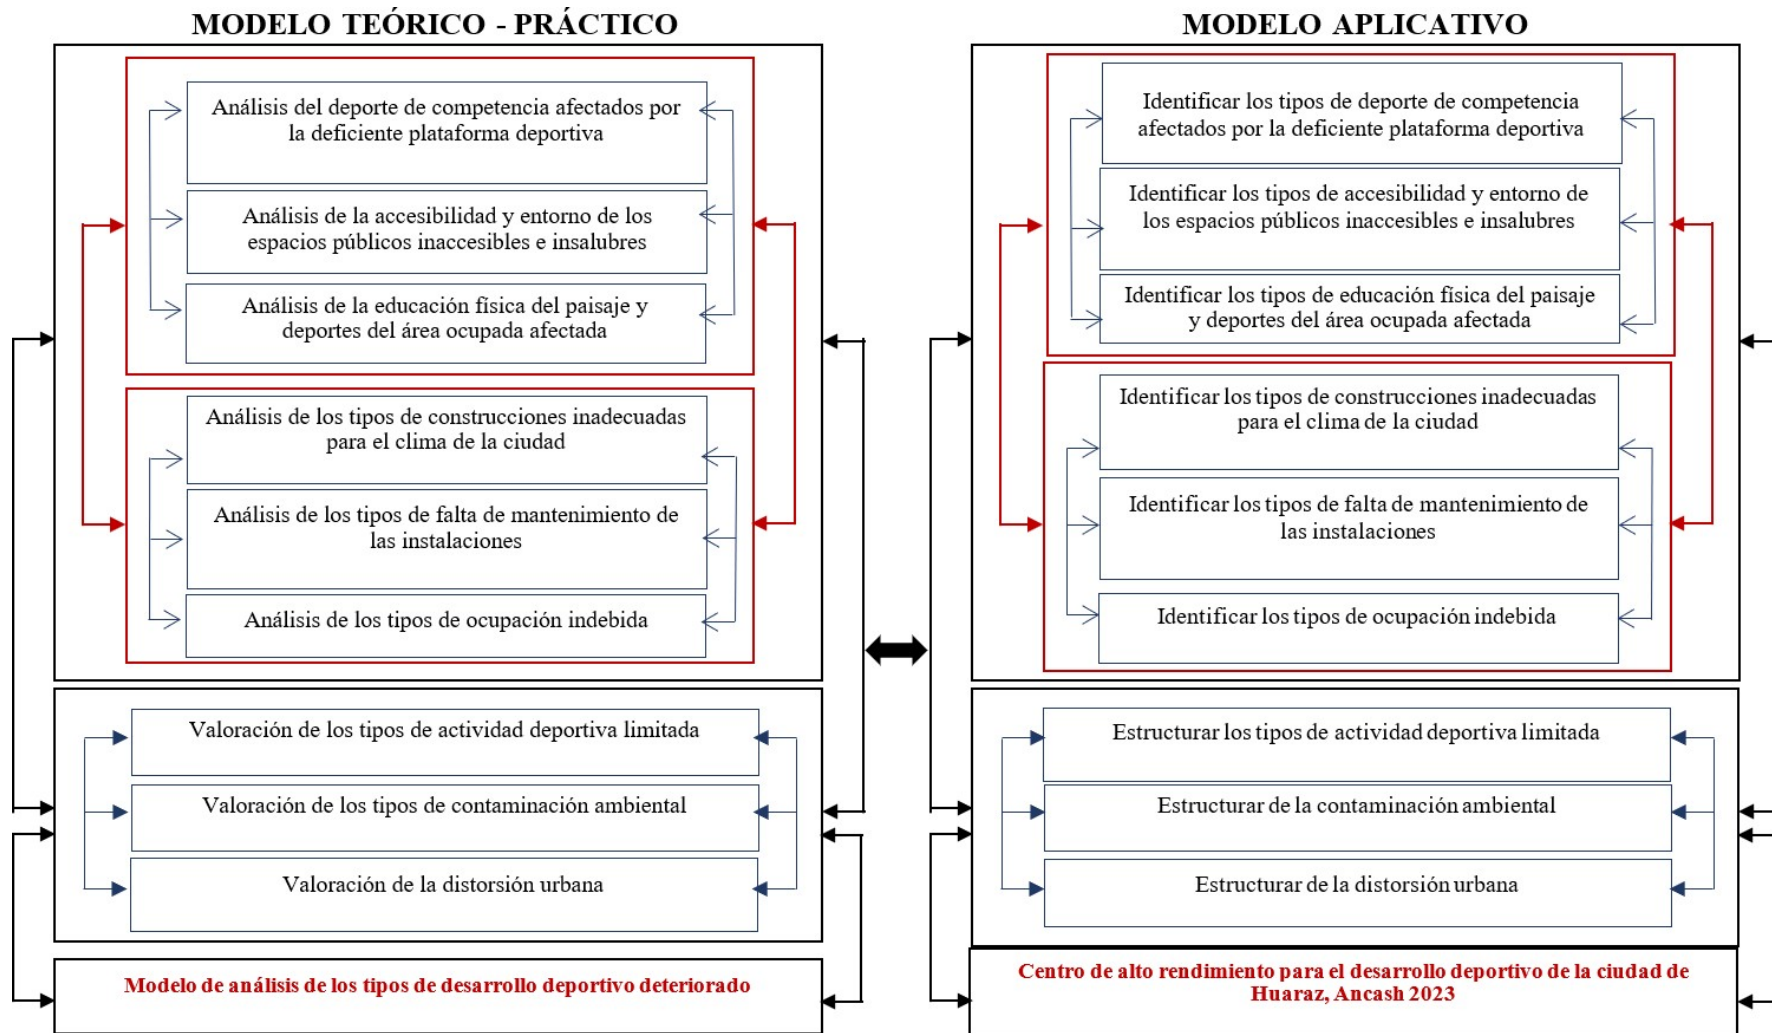 MODELO TEÓRICO - PRÁCTICO
Análisis del deporte de competencia afectados por
la deficiente plataforma deportiva
Análisis de la accesibilidad y entorno de los
espacios públicos inaccesibles e insalubres
Análisis de la educación física del paisaje y
deportes del área ocupada afectada
Análisis de los tipos de construcciones inadecuadas
para el clima de la ciudad
Análisis de los tipos de falta de mantenimiento de
las instalaciones
Análisis de los tipos de ocupación indebida
Valoración de los tipos de actividad deportiva limitada
Valoración de los tipos de contaminación ambiental
Valoración de la distorsión urbana
Modelo de análisis de los tipos de desarrollo deportivo deteriorado
MODELO APLICATIVO
Identificar los tipos de deporte de competencia
afectados por la deficiente plataforma deportiva
Identificar los tipos de accesibilidad y entorno de
los espacios públicos inaccesibles e insalubres
Identificar los tipos de educación física del paisaje
y deportes del área ocupada afectada
Identificar los tipos de construcciones inadecuadas
para el clima de la ciudad
Identificar los tipos de falta de mantenimiento de
las instalaciones
Identificar los tipos de ocupación indebida
Estructurar los tipos de actividad deportiva limitada
Estructurar de la contaminación ambiental
Estructurar de la distorsión urbana
Centro de alto rendimiento para el desarrollo deportivo de la ciudad de
Huaraz, Ancash 2023